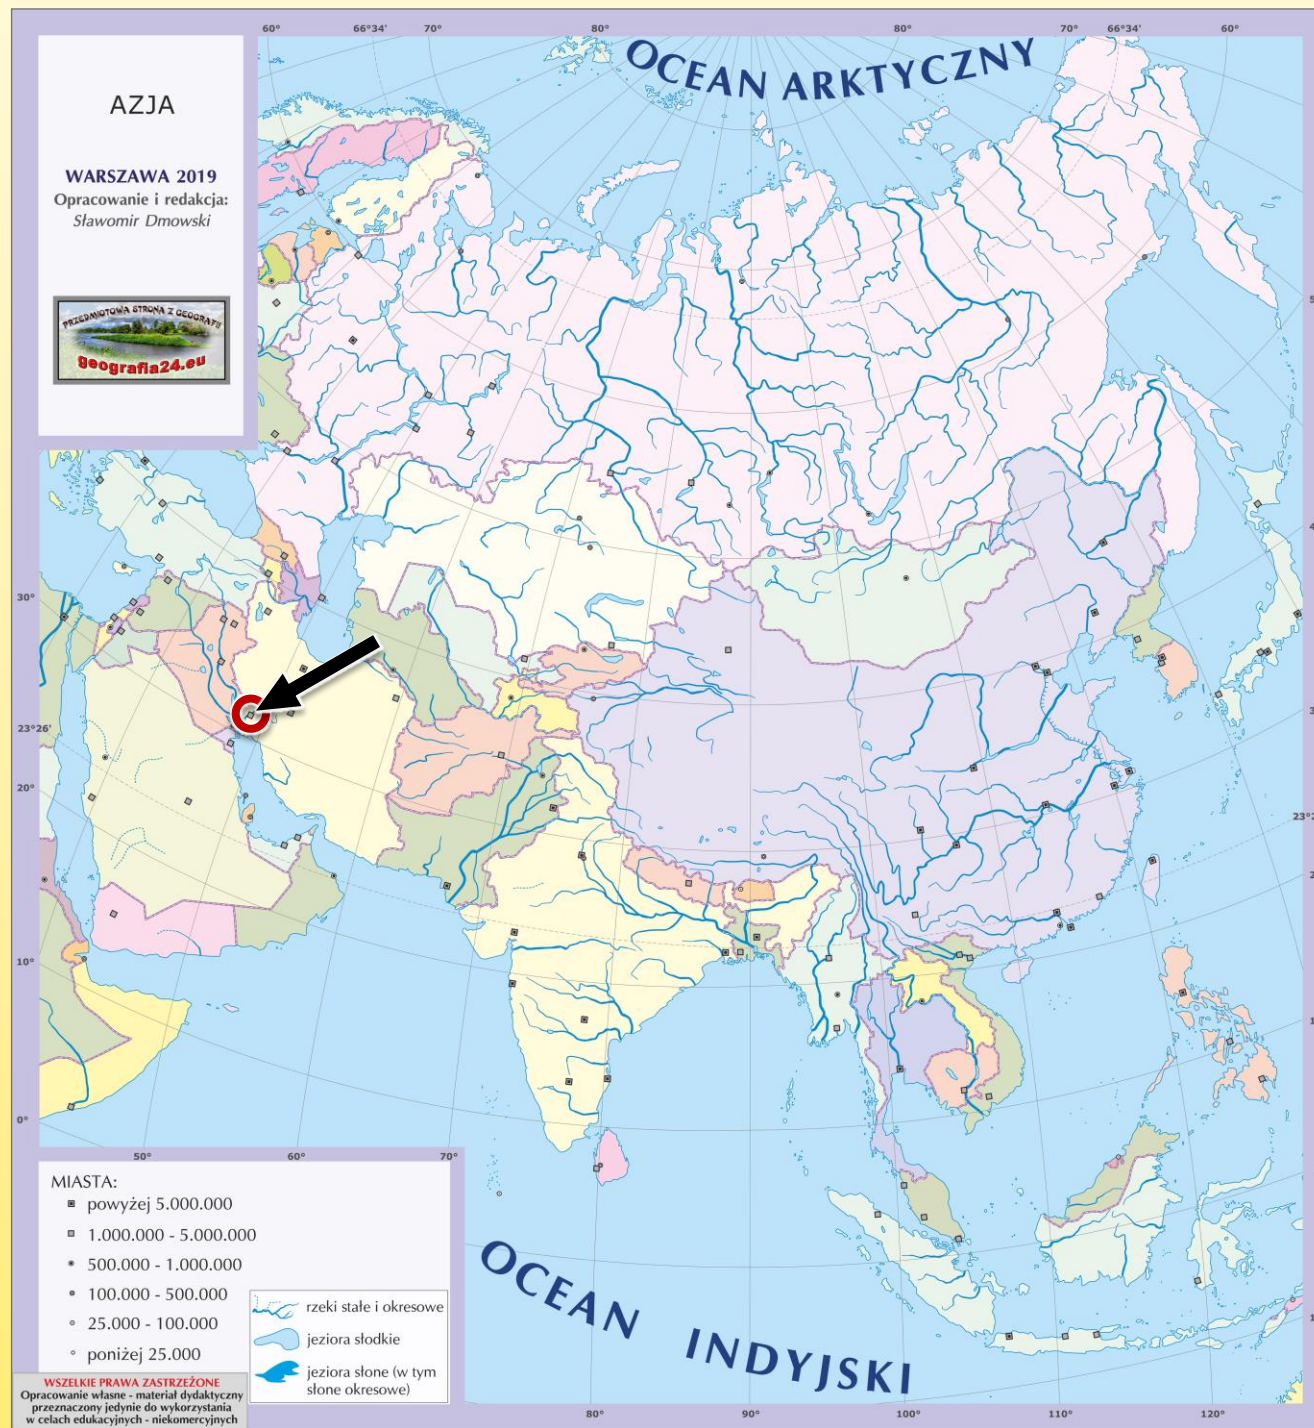 60°
66°34'
70°
80°
80°
70°
66°34'
60°
OCEAN ARKTYCZNY
AZJA
WARSZAWA 2019
Opracowanie i redakcja:
Sławomir Dmowski
PRZEDMIOTOWA STRONA Z GEOGRAFII
geografia24.eu
30°
23°26'
20°
10°
0°
50°
60°
70°
MIASTA:
powyżej 5.000.000
1.000.000 - 5.000.000
500.000 - 1.000.000
100.000 - 500.000
25.000 - 100.000
poniżej 25.000
rzeki stałe i okresowe
jeziora słodkie
jeziora słone (w tym
słone okresowe)
OCEAN INDYJSKI
WSZELKIE PRAWA ZASTRZEŻONE
Opracowanie własne - materiał dydaktyczny
przeznaczony jedynie do wykorzystania
w celach edukacyjnych - niekomercyjnych
80°
90°
100°
110°
120°